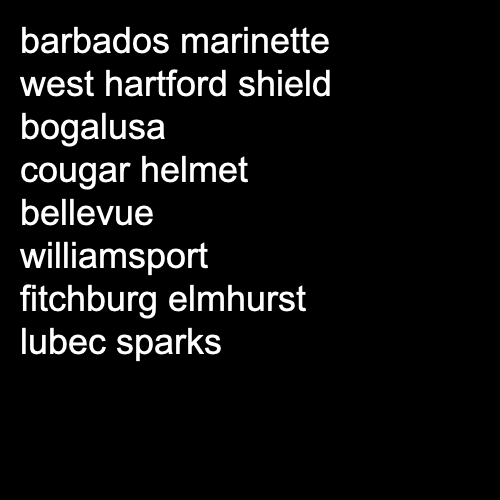 barbados marinette
west hartford shield
bogalusa
cougar helmet
bellevue
williamsport
fitchburg elmhurst
lubec sparks